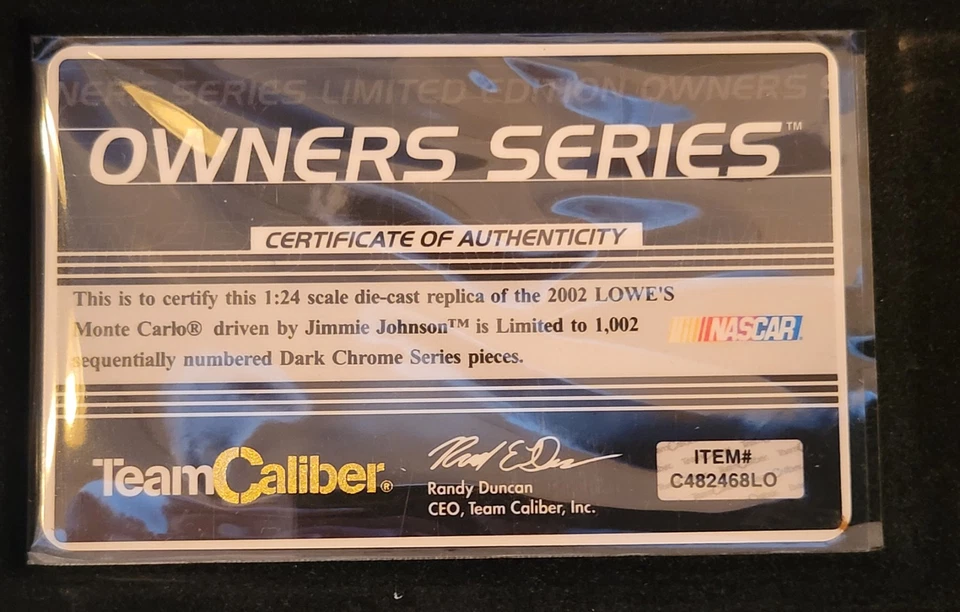 NERS SERIES LIMITED EDITION OWNERS S
OWNERS SERIES™
CERTIFICATE OF AUTHENTICITY
This is to certify this 1:24 scale die-cast replica of the 2002 LOWE'S
Monte Carlo® driven by Jimmie Johnson™ is Limited to 1,002
sequentially numbered Dark Chrome Series pieces.
NASCAR®
TeamCaliber®
Randy Duncan
CEO, Team Caliber, Inc.
ITEM#
C482468LO